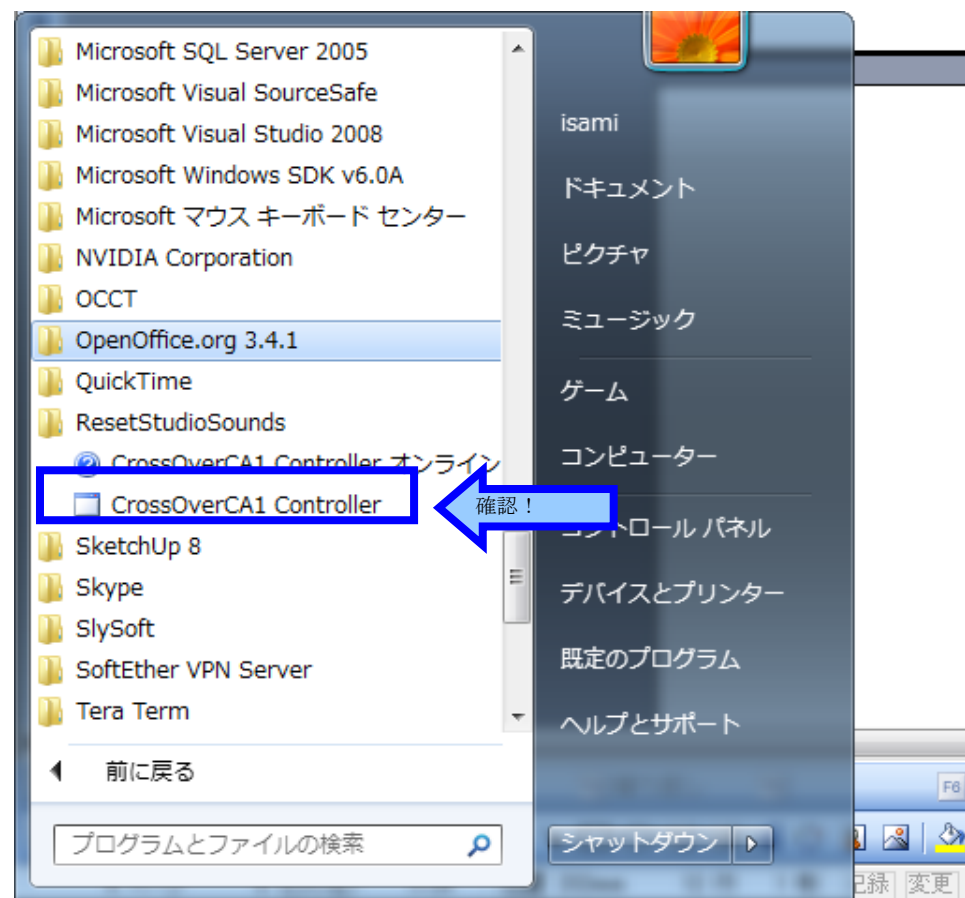 Microsoft SQL Server 2005
Microsoft Visual SourceSafe
Microsoft Visual Studio 2008
Microsoft Windows SDK v6.0A
Microsoft マウス キーボード センター
NVIDIA Corporation
OCCT
OpenOffice.org 3.4.1
QuickTime
ResetStudioSounds
CrossOverCA1 Controller オンライン
CrossOverCA1 Controller
確認！
SketchUp 8
Skype
SlySoft
SoftEther VPN Server
Tera Term
前に戻る
プログラムとファイルの検索
isami
ドキュメント
ピクチャ
ミュージック
ゲーム
コンピューター
コントロール パネル
デバイスとプリンター
既定のプログラム
ヘルプとサポート
シャットダウン
F6
記録 変更